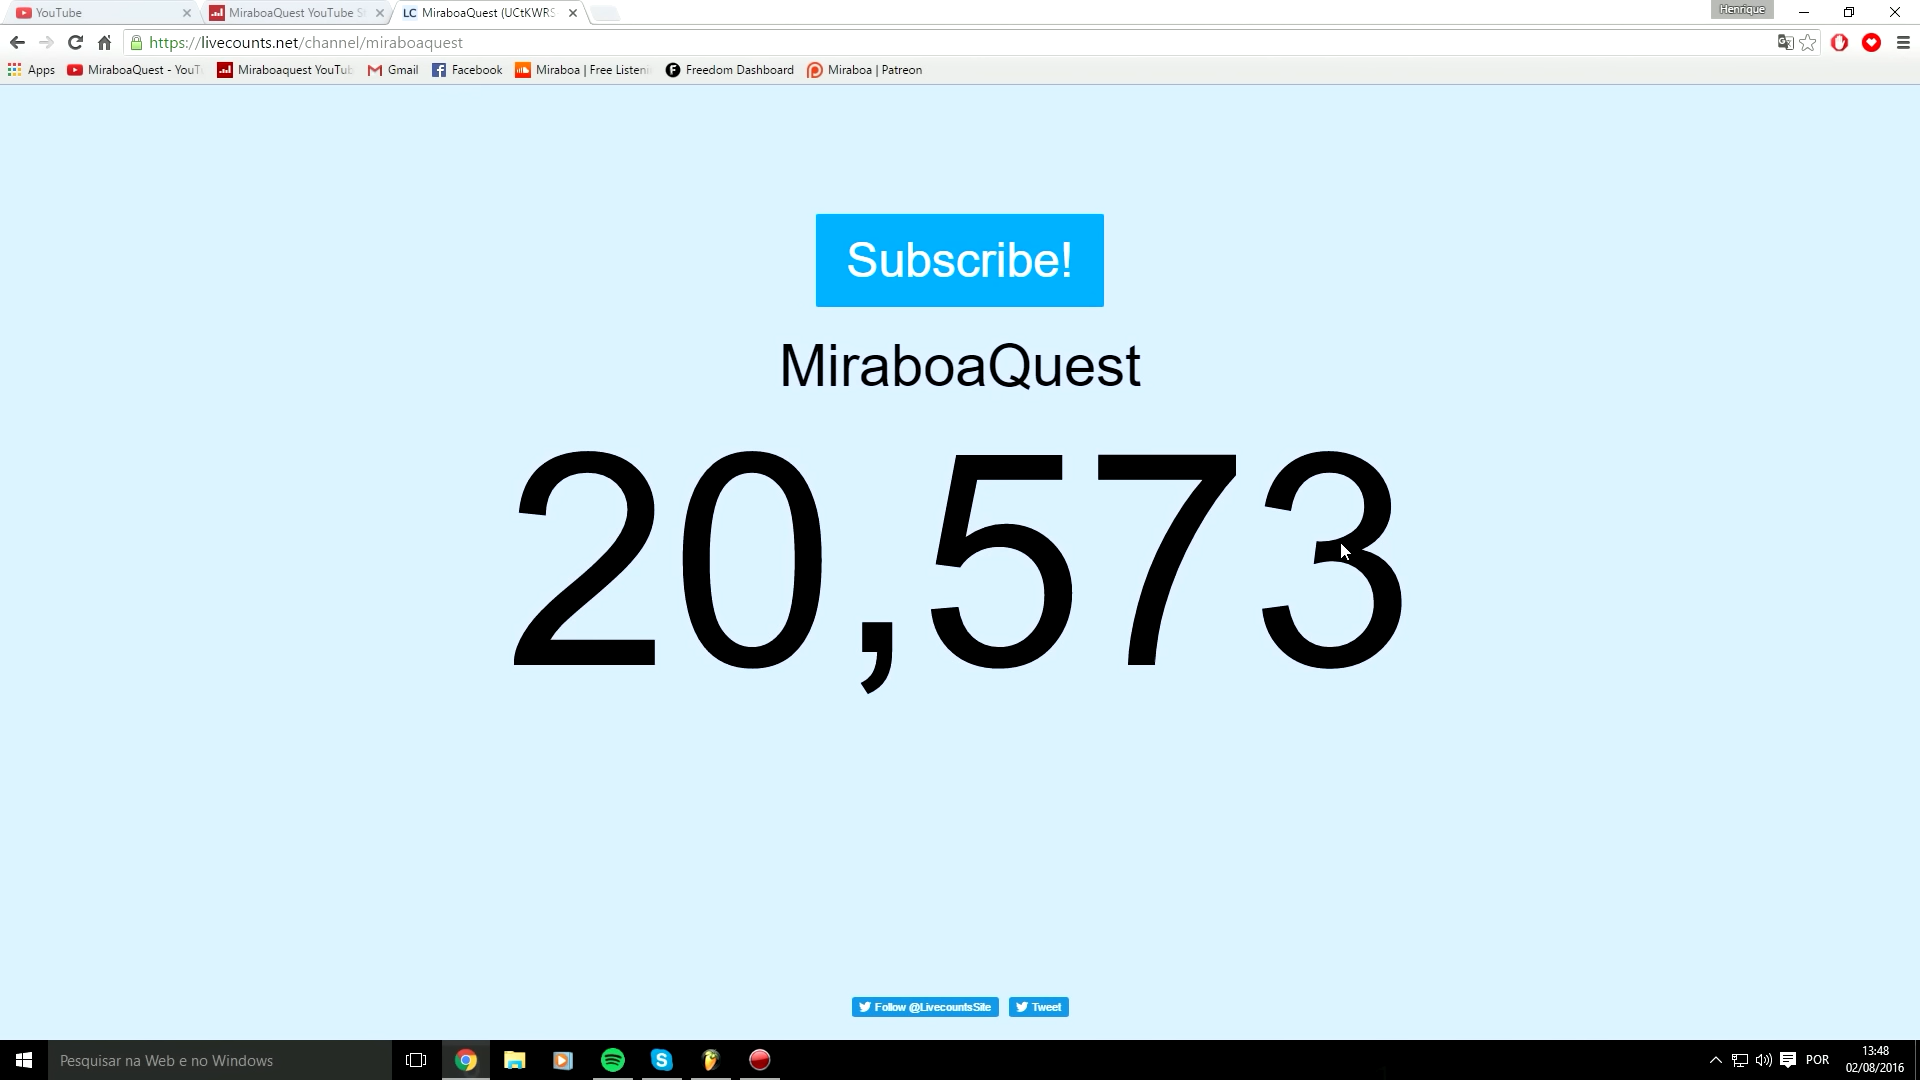 YouTube
MiraboaQuest YouTube S
MiraboaQuest (UCtKWRS
Henrique
https://livecounts.net/channel/miraboaquest
Apps
MiraboaQuest - YouT
Miraboaquest YouTub
Gmail
Facebook
Miraboa | Free Listeni
Freedom Dashboard
Miraboa | Patreon
Subscribe!
MiraboaQuest
20,573
Follow @LivecountsSite
Tweet
Pesquisar na Web e no Windows
POR
13:48
02/08/2016